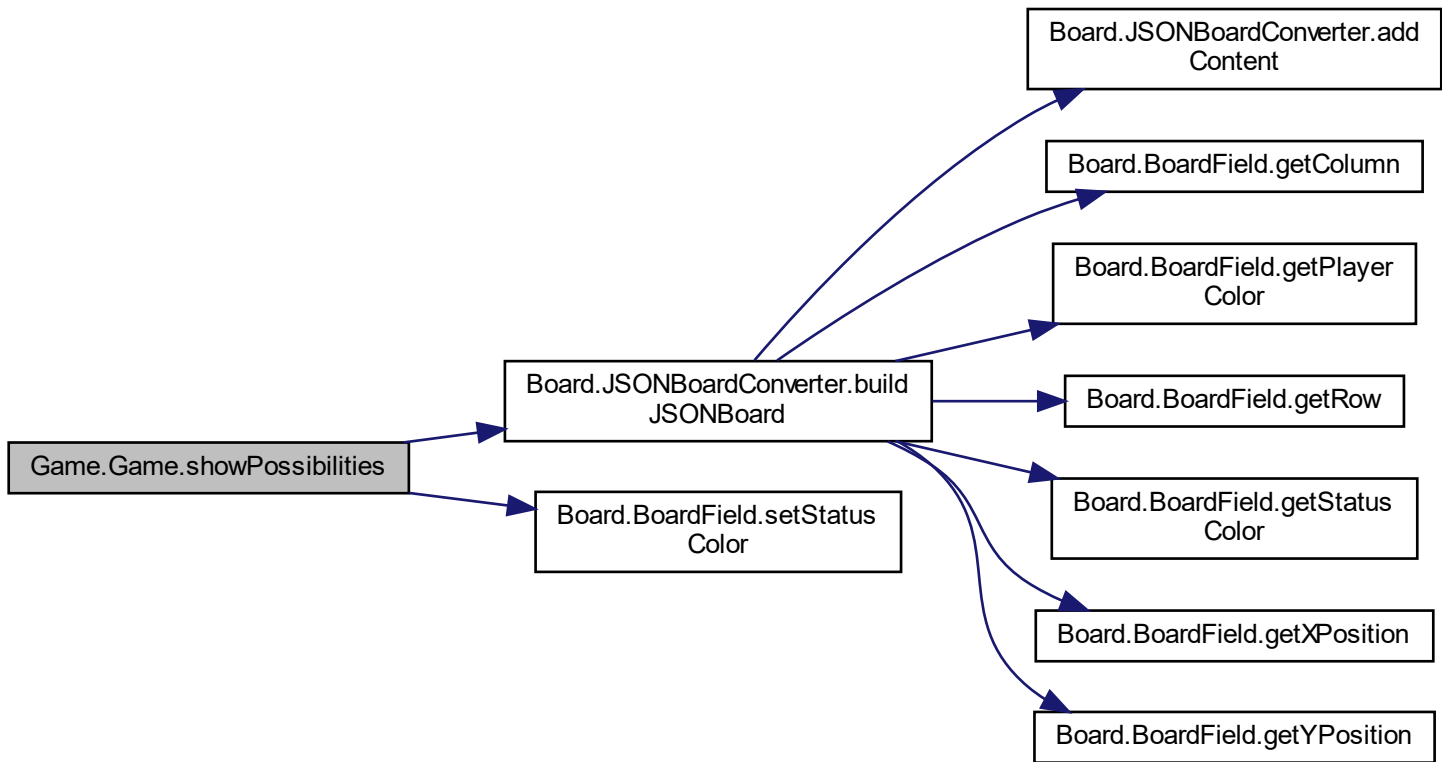 Board.JSONBoardConverter.add
Content
Board.BoardField.getColumn
Board.BoardField.getPlayer
Color
Board.JSONBoardConverter.build
JSONBoard
Board.BoardField.getRow
Game.Game.showPossibilities
Board.BoardField.setStatus
Color
Board.BoardField.getStatus
Color
Board.BoardField.getXPosition
Board.BoardField.getYPosition